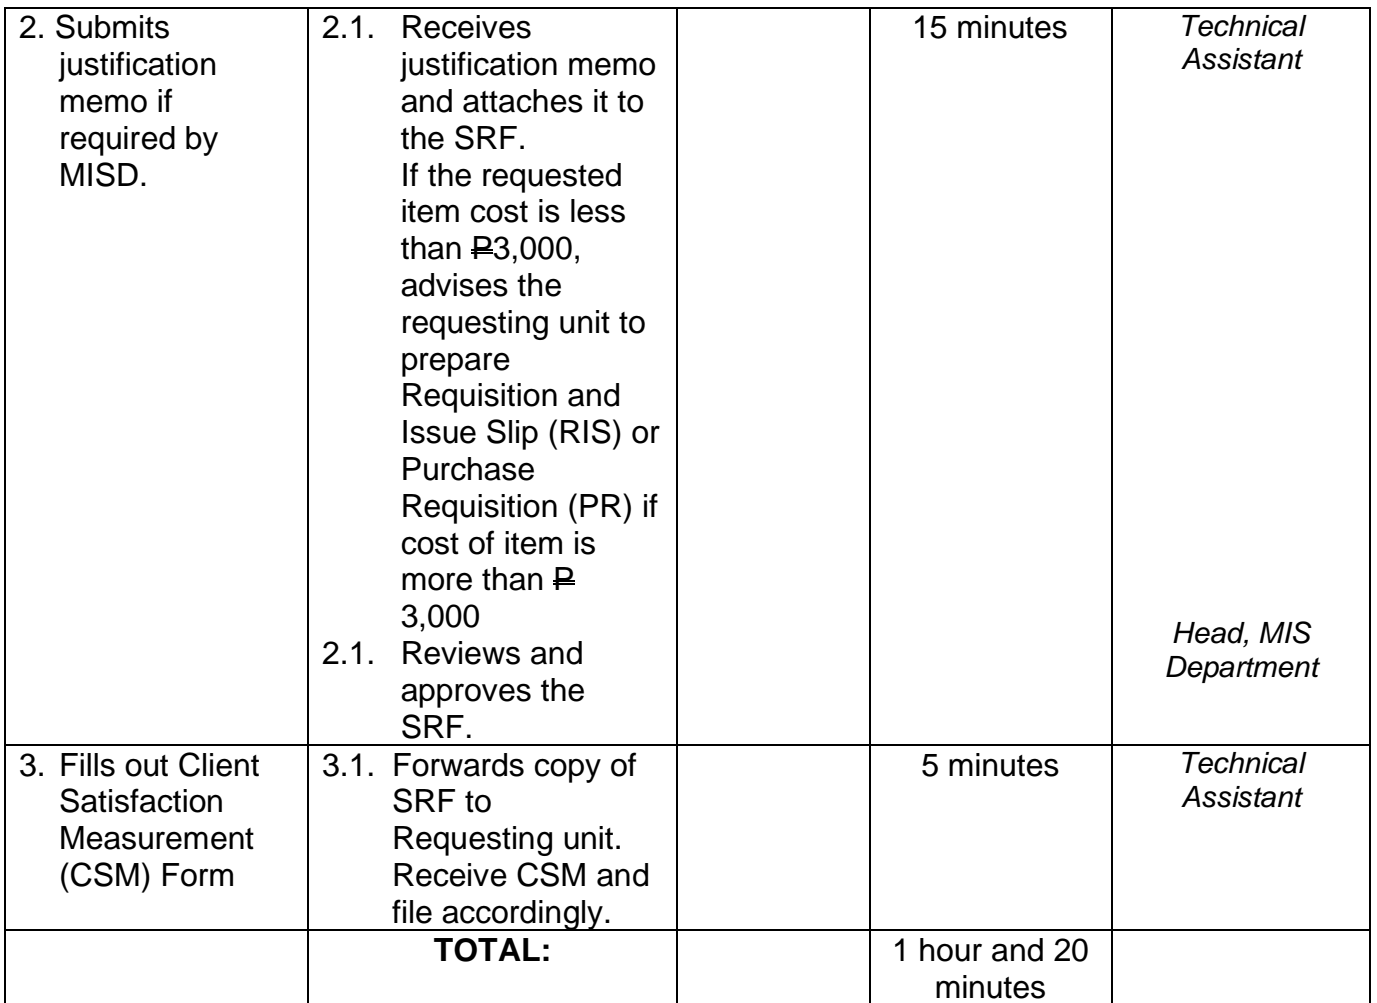 2. Submits
justification
memo if
required by
MISD.
2.1. Receives
justification memo
and attaches it to
the SRF.
If the requested
item cost is less
than ₱3,000,
advises the
requesting unit to
prepare
Requisition and
Issue Slip (RIS) or
Purchase
Requisition (PR) if
cost of item is
more than ₱
3,000
2.1. Reviews and
approves the
SRF.
15 minutes
Technical
Assistant
Head, MIS
Department
3. Fills out Client
Satisfaction
Measurement
(CSM) Form
3.1. Forwards copy of
SRF to
Requesting unit.
Receive CSM and
file accordingly.
5 minutes
Technical
Assistant
TOTAL:
1 hour and 20
minutes